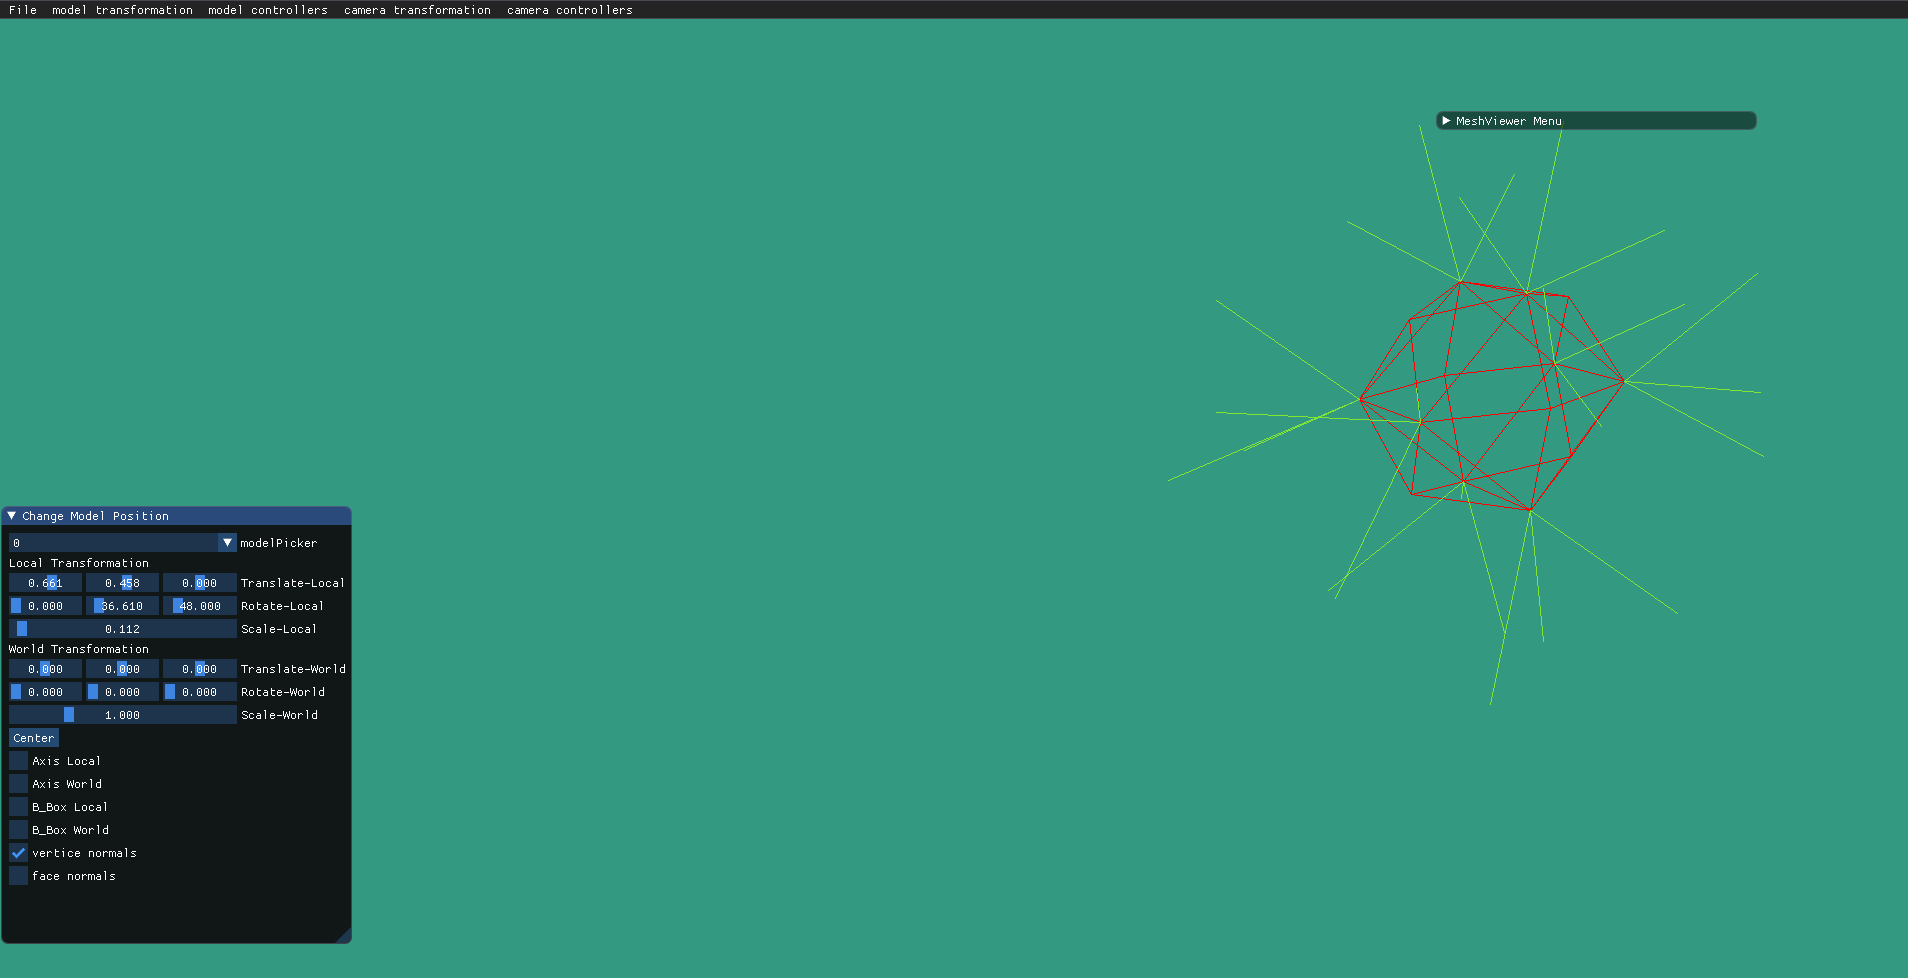 File model transformation model controllers camera transformation camera controllers
MeshViewer Menu
Change Model Position
0 modelPicker
Local Transformation
0.661 0.458 0.000 Translate-Local
0.000 36.610 48.000 Rotate-Local
0.112 Scale-Local
World Transformation
0.000 0.000 0.000 Translate-World
0.000 0.000 0.000 Rotate-World
1.000 Scale-World
Center
Axis Local
Axis World
B_Box Local
B_Box World
vertice normals
face normals